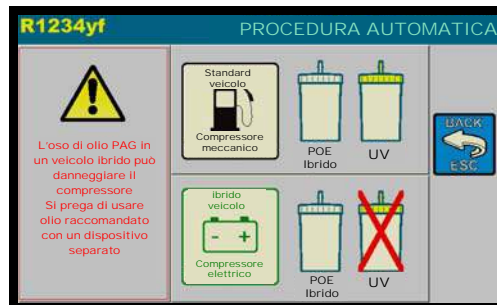 R1234yf
PROCEDURA AUTOMATICA
L'oso di olio PAG in
un veicolo ibrido può
danneggiare il
compressore
Si prega di usare
olio raccomandato
con un dispositivo
separato
Standard
veicolo
Compressore
meccanico
POE
Ibrido
UV
ibrido
veicolo
- +
Compressore
elettrico
POE
Ibrido
UV
BACK
ESC